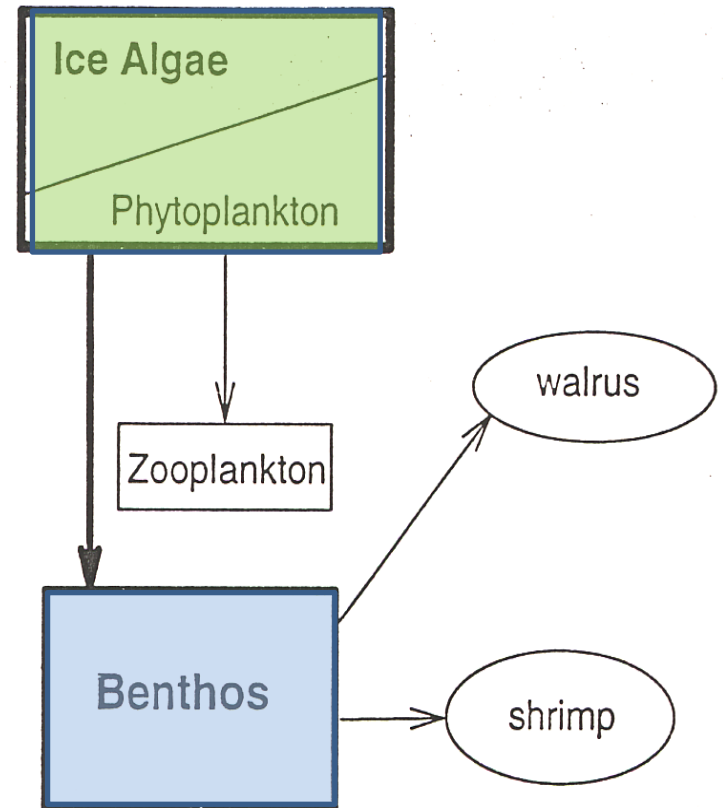 Ice Algae
Phytoplankton
walrus
Zooplankton
Benthos
shrimp